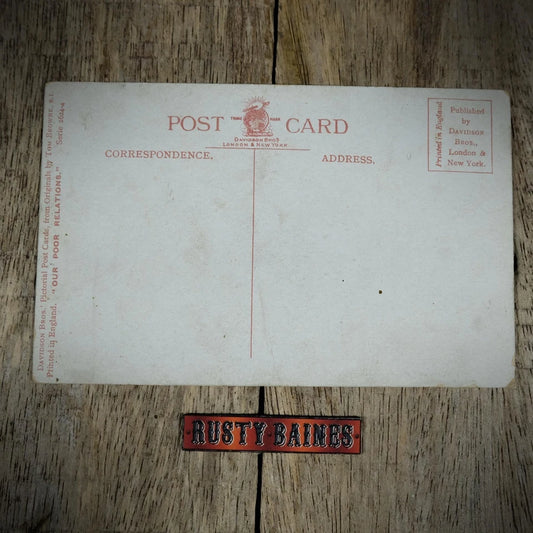 POST CARD
TRADE MARK
DAVIDSON BROS
LONDON & NEW YORK
CORRESPONDENCE.
ADDRESS.
Printed in England
Published
by
DAVIDSON
BROS.,
London &
New York.
DAVIDSON BROS.' Pictorial Post Cards, from Originals by TOM BROWNE, R.I.
Printed in England. "OUR POOR RELATIONS." Serie 2624-4
RUSTY·BAINES